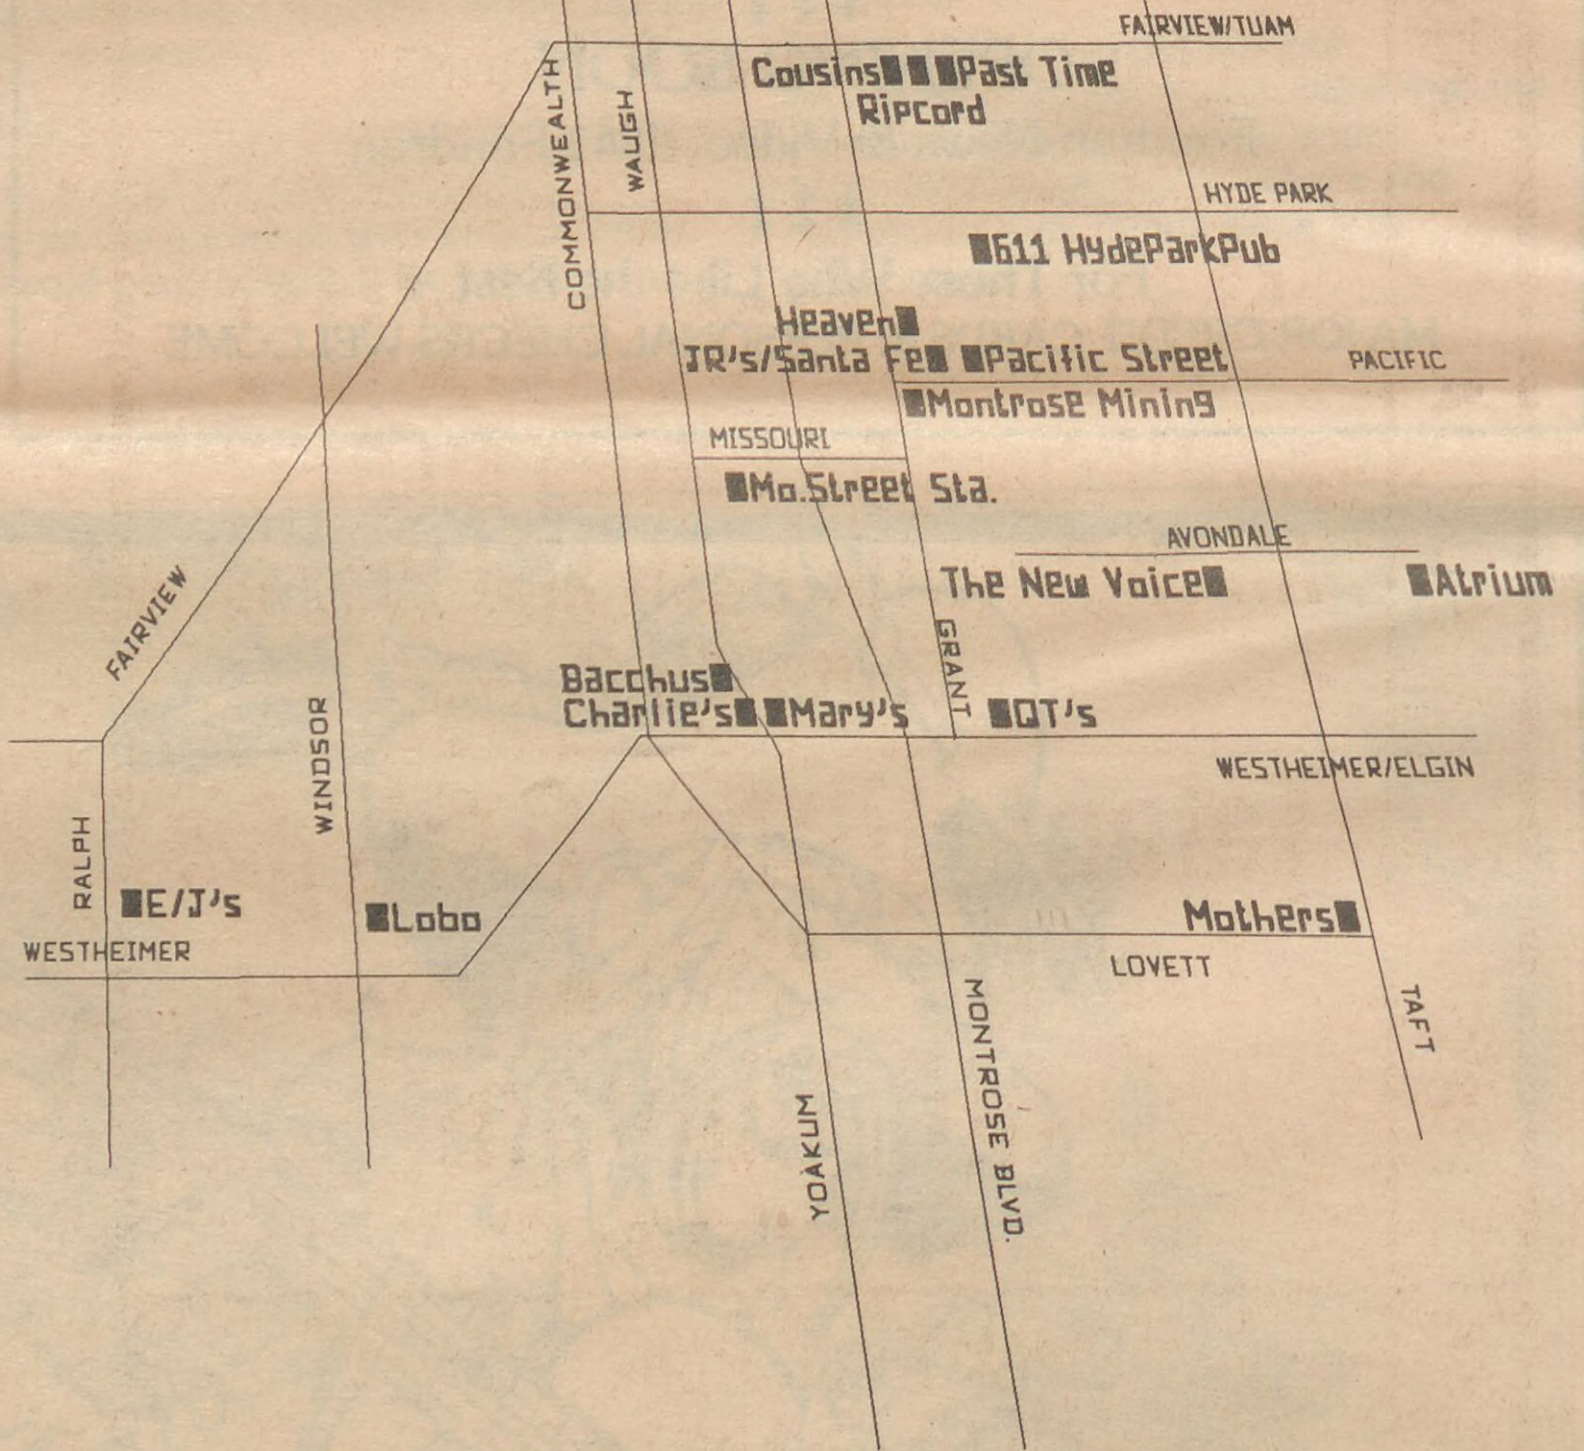 FAIRVIEW/TUAM
Cousins Past Time
Ripcord
COMMONWEALTH
WAUGH
HYDE PARK
611 HydeParkPub
Heaven
JR's/Santa Fe Pacific Street
PACIFIC
Montrose Mining
MISSOURI
Mo.Street Sta.
AVONDALE
The New Voice Atrium
FAIRVIEW
GRANT
Bacchus
Charlie's Mary's QT's
WINDSOR
WESTHEIMER/ELGIN
RALPH
E/J's
Lobo
Mothers
WESTHEIMER
LOVETT
TAFT
MONTROSE BLVD.
YOAKUM